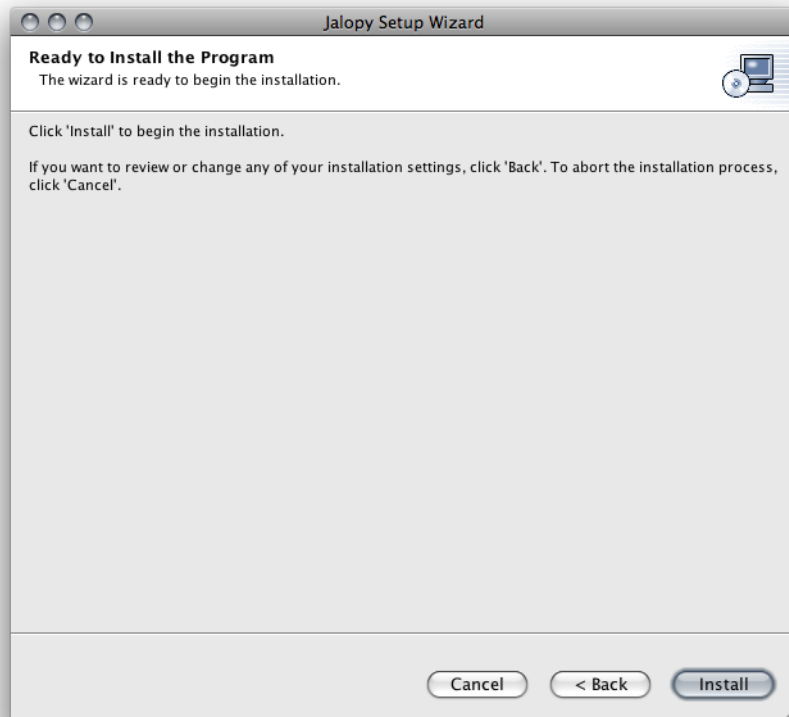 Jalopy Setup Wizard
Ready to Install the Program
The wizard is ready to begin the installation.
Click 'Install' to begin the installation.
If you want to review or change any of your installation settings, click 'Back'. To abort the installation process,
click 'Cancel'.
Cancel
< Back
Install